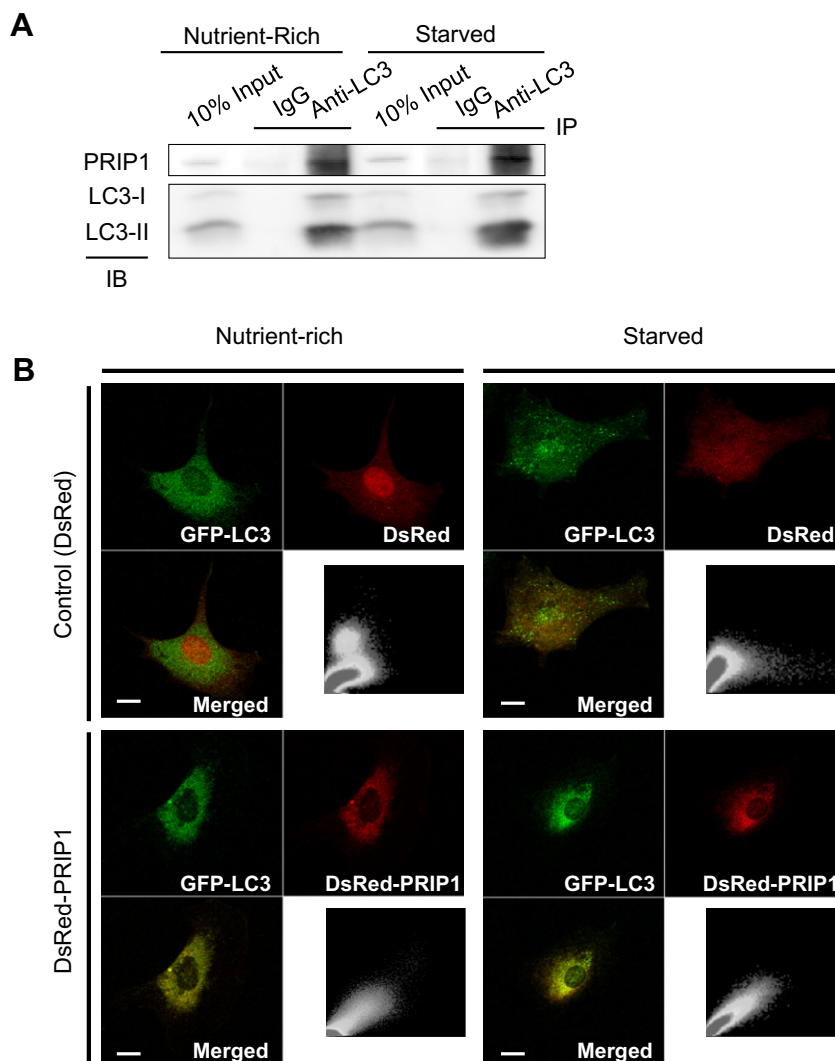 A
Nutrient-Rich Starved
10% Input IgG Anti-LC3 10% Input IgG Anti-LC3
IP
PRIP1
LC3-I
LC3-II
IB
Nutrient-rich Starved
B
Control (DsRed)
GFP-LC3 DsRed GFP-LC3 DsRed
Merged Merged
DsRed-PRIP1
GFP-LC3 DsRed-PRIP1 GFP-LC3 DsRed-PRIP1
Merged Merged